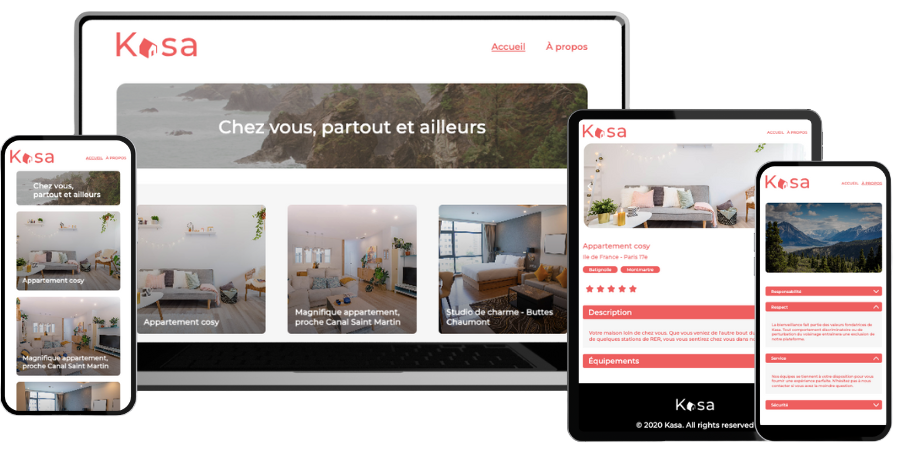 Kasa
Accueil
À propos
Chez vous, partout et ailleurs
Appartement cosy
Magnifique appartement,
proche Canal Saint Martin
Studio de charme - Buttes
Chaumont
Kasa
ACCUEIL
À PROPOS
Chez vous,
partout et ailleurs
Appartement cosy
Magnifique appartement,
proche Canal Saint Martin
Kasa
ACCUEIL
À PROPOS
Appartement cosy
Ile de France - Paris 17e
Batignolle
Montmartre
Description
Votre maison loin de chez vous. Que vous veniez de l'autre bout du
de quelques stations de RER, vous vous sentirez chez vous dans
Équipements
Kasa
© 2020 Kasa. All rights reserved
Kasa
ACCUEIL
À PROPOS
Responsabilité
Respect
La bienveillance fait partie des valeurs fondatrices de
Kasa. Tout comportement discriminatoire ou de
perturbation du voisinage entraînera une exclusion de
notre plateforme.
Service
Nos équipes se tiennent à votre disposition pour vous
fournir une expérience parfaite. N'hésitez pas à nous
contacter si vous avez la moindre question.
Sécurité